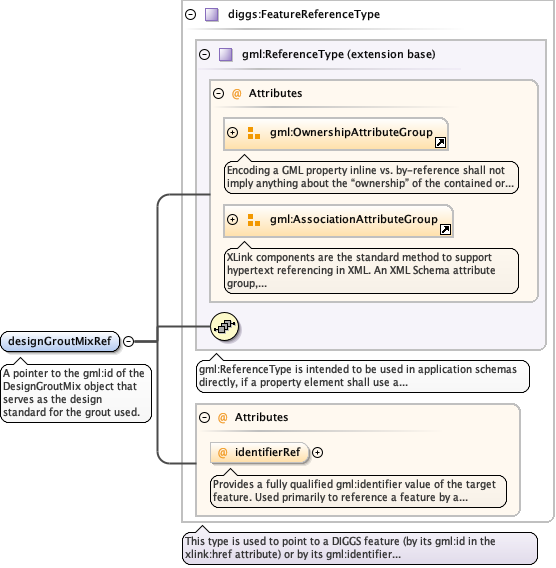 diggs:FeatureReferenceType
gml:ReferenceType (extension base)
@ Attributes
gml:OwnershipAttributeGroup
Encoding a GML property inline vs. by-reference shall not
imply anything about the “ownership” of the contained or...
gml:AssociationAttributeGroup
XLink components are the standard method to support
hypertext referencing in XML. An XML Schema attribute
group,...
designGroutMixRef
A pointer to the gml:id of the
DesignGroutMix object that
serves as the design
standard for the grout used.
gml:ReferenceType is intended to be used in application schemas
directly, if a property element shall use a...
@ Attributes
@ identifierRef
Provides a fully qualified gml:identifier value of the target
feature. Used primarily to reference a feature by a...
This type is used to point to a DIGGS feature (by its gml:id in the
xlink:href attribute) or by its gml:identifier...